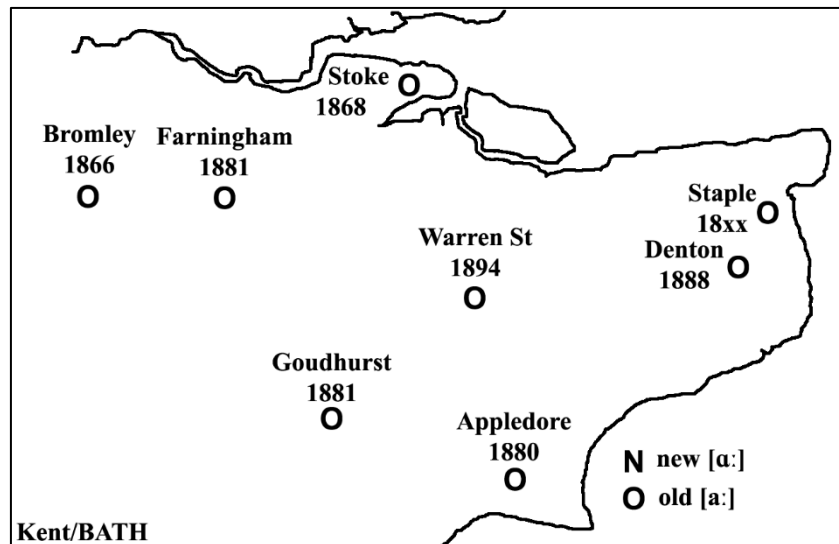 Stoke
1868
O
Bromley
1866
O
Farningham
1881
O
Staple
18xx
O
Warren St
1894
O
Denton
1888
O
Goudhurst
1881
O
Appledore
1880
O
N new [ɑː]
O old [aː]
Kent/BATH